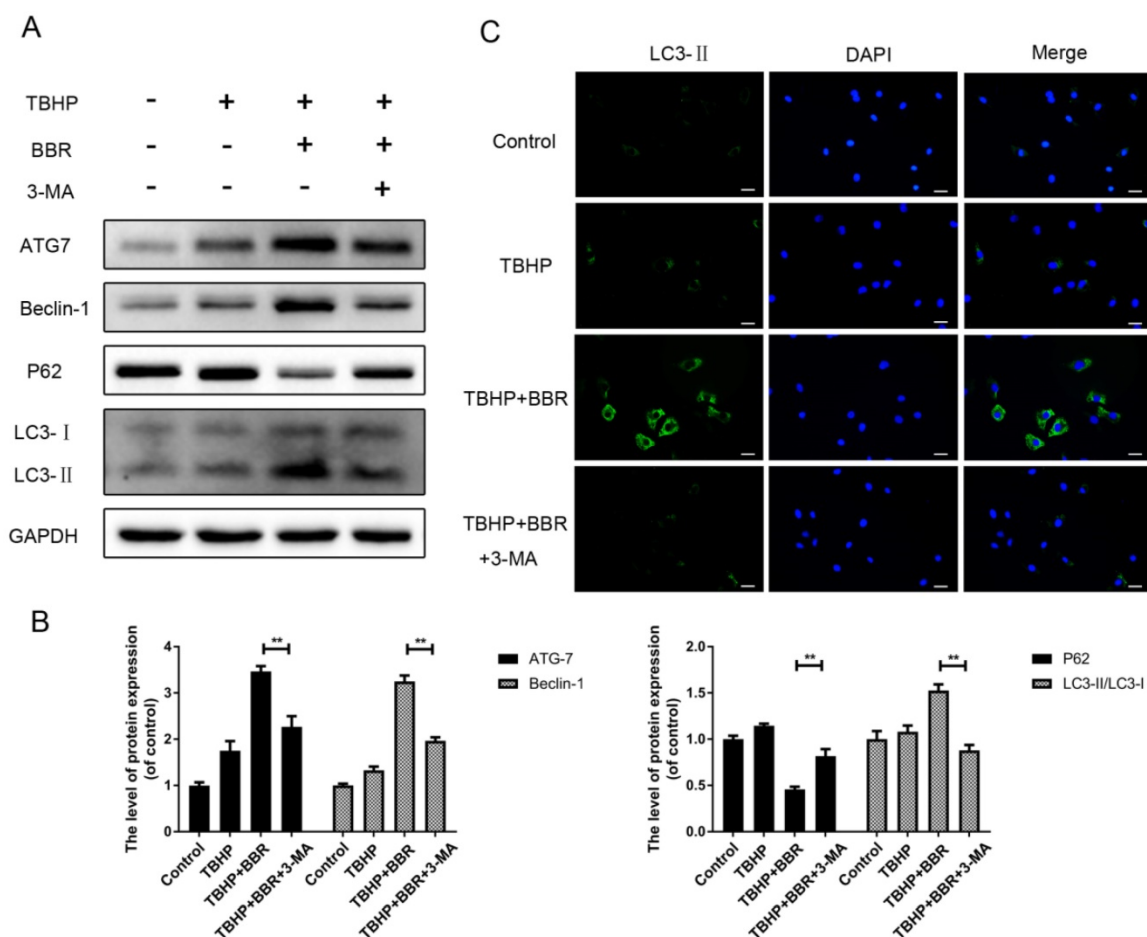 A
TBHP - + + +
BBR - - + +
3-MA - - - +
ATG7
Beclin-1
P62
LC3-Ⅰ
LC3-Ⅱ
GAPDH
C
LC3-Ⅱ DAPI Merge
Control
TBHP
TBHP+BBR
TBHP+BBR
+3-MA
B
The level of protein expression
(of control)
4
3
2
1
0
**
**
ATG-7
Beclin-1
Control
TBHP
TBHP+BBR
TBHP+BBR+3-MA
Control
TBHP
TBHP+BBR
TBHP+BBR+3-MA
The level of protein expression
(of control)
2.0
1.5
1.0
0.5
0.0
**
**
P62
LC3-II/LC3-I
Control
TBHP
TBHP+BBR
TBHP+BBR+3-MA
Control
TBHP
TBHP+BBR
TBHP+BBR+3-MA